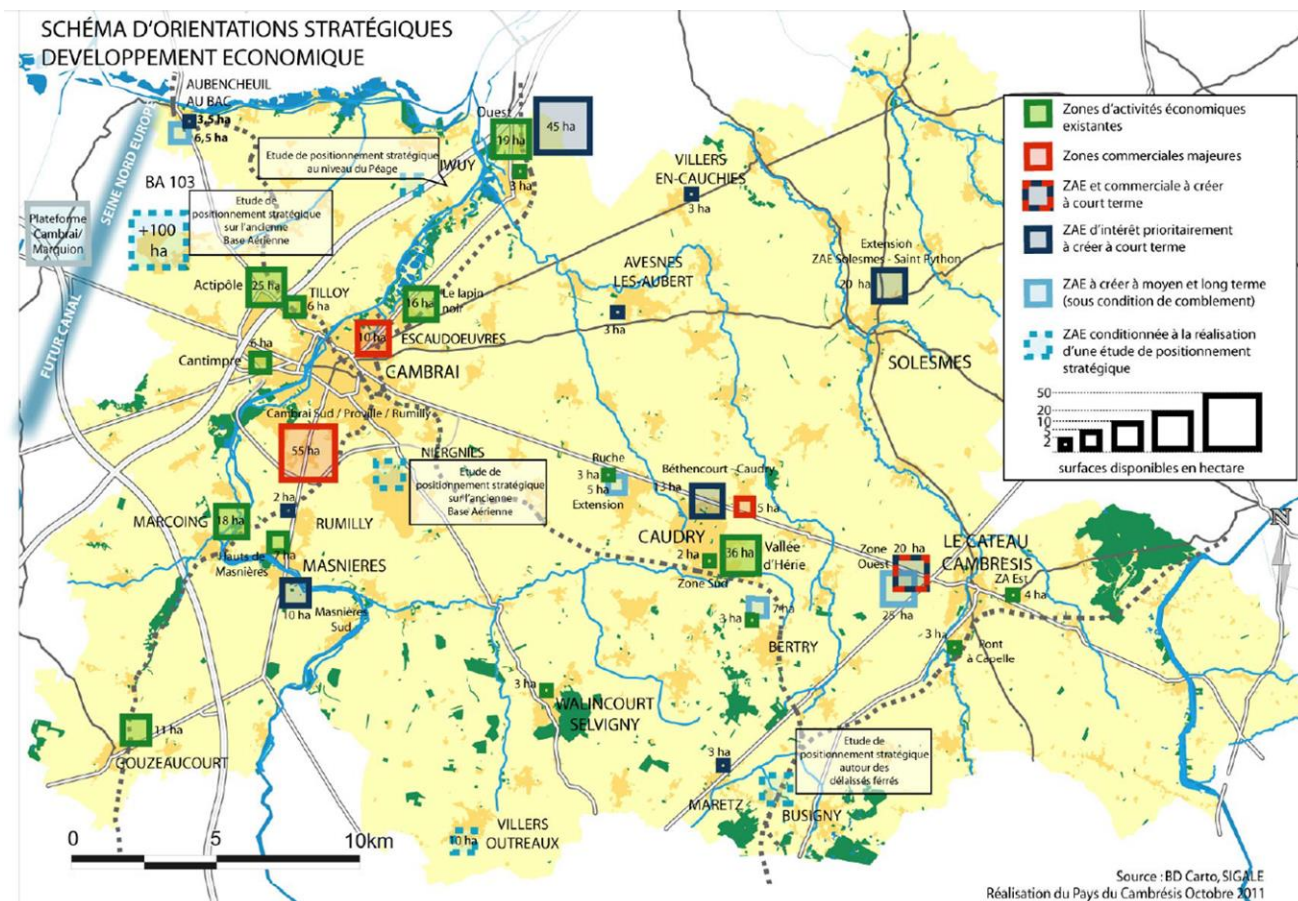 SCHÉMA D'ORIENTATIONS STRATÉGIQUES
DEVELOPPEMENT ECONOMIQUE
AUBENCHEUIL
AU BAC
3,5 ha
6,5 ha
SEINE NORD EUROPE
FUTUR CANAL
Plateforme
Cambrai/
Marquion
BA 103
+100
ha
Etude de
positionnement stratégique
sur l'ancienne
Base Aérienne
Etude de positionnement stratégique
au niveau du Péage
IWUY
Ouest
19 ha
45 ha
3 ha
VILLERS
EN-CAUCHIES
3 ha
Extension
ZAE Solesmes - Saint Python
20 ha
SOLESMES
AVESNES
LES-AUBERT
3 ha
Actipôle
25 ha
TILLOY
6 ha
16 ha
Le lapin
noir
10 ha
ESCAUDOEUVRES
6 ha
Cantimpré
CAMBRAI
Cambrai Sud / Proville / Rumilly
55 ha
NIERGNIES
Etude de
positionnement stratégique
sur l'ancienne
Base Aérienne
2 ha
RUMILLY
MARCOING
18 ha
7 ha
Hauts de
Masnières
MASNIERES
10 ha
Masnières
Sud
Ruche
3 ha
5 ha
Extension
Béthencourt - Caudry
13 ha
5 ha
CAUDRY
2 ha
36 ha
Vallée
d'Hérie
Zone Sud
7 ha
3 ha
BERTRY
Zone
Ouest
20 ha
25 ha
LE CATEAU
CAMBRESIS
ZA Est
4 ha
3 ha
Pont
à Capelle
3 ha
WALINCOURT
SELVIGNY
11 ha
GOUZEAUCOURT
3 ha
MARETZ
Etude de
positionnement stratégique
autour des
délaissés férrés
BUSIGNY
10 ha
VILLERS
OUTREAUX
0 5 10km
Zones d'activités économiques
existantes
Zones commerciales majeures
ZAE et commerciale à créer
à court terme
ZAE d'intérêt prioritairement
à créer à court terme
ZAE à créer à moyen et long terme
(sous condition de comblement)
ZAE conditionnée à la réalisation
d'une étude de positionnement
stratégique
50
20
10
5
2
surfaces disponibles en hectare
N
Source : BD Carto, SIGALE
Réalisation du Pays du Cambrésis Octobre 2011